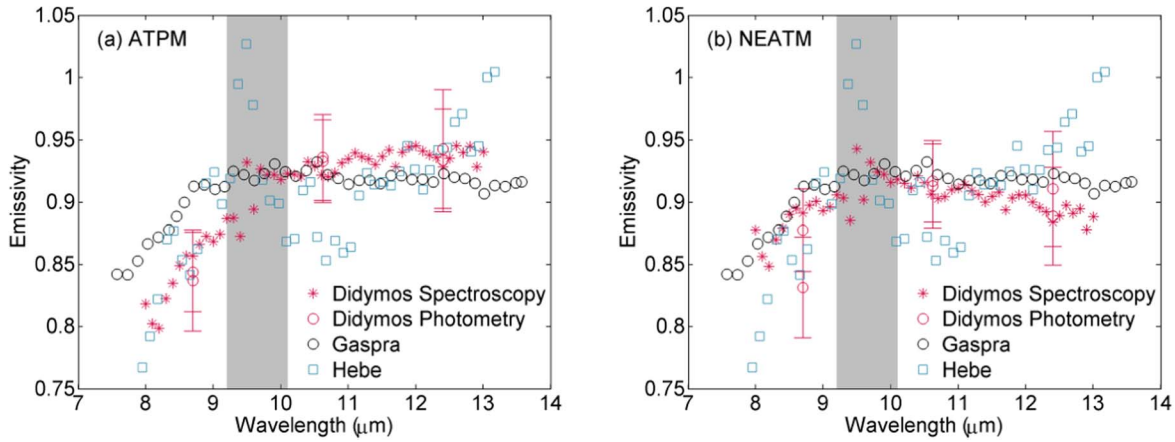 (a) ATPM
Emissivity
1.05
1
0.95
0.9
0.85
0.8
0.75
7
8
9
10
11
12
13
14
Wavelength (μm)
Didymos Spectroscopy
Didymos Photometry
Gaspra
Hebe
(b) NEATM
Emissivity
1.05
1
0.95
0.9
0.85
0.8
0.75
7
8
9
10
11
12
13
14
Wavelength (μm)
Didymos Spectroscopy
Didymos Photometry
Gaspra
Hebe